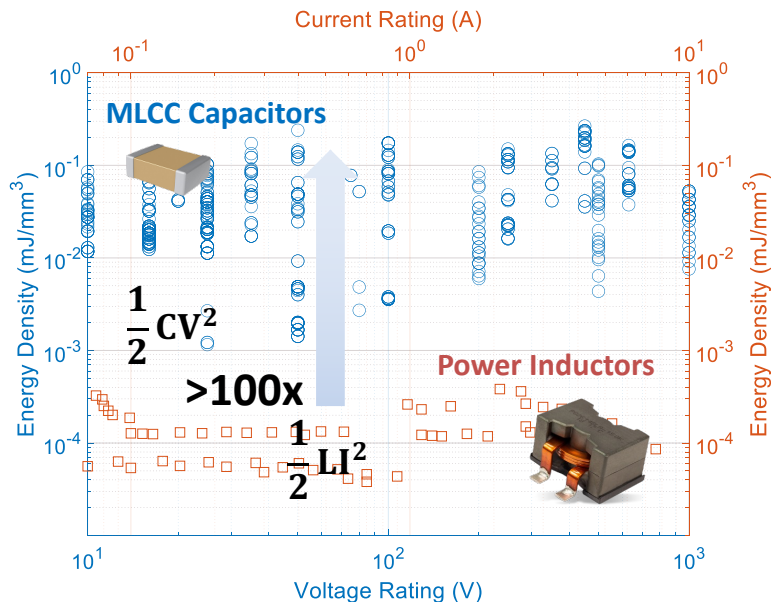 Current Rating (A)
10⁻¹ 10⁰ 10¹
10⁰ 10⁰
MLCC Capacitors
10⁻¹ 10⁻¹
10⁻² 10⁻²
1/2 CV²
10⁻³ 10⁻³
Power Inductors
>100x
10⁻⁴ 10⁻⁴
1/2 LI²
10¹ 10² 10³
Voltage Rating (V)
Energy Density (mJ/mm³)
Energy Density (mJ/mm³)